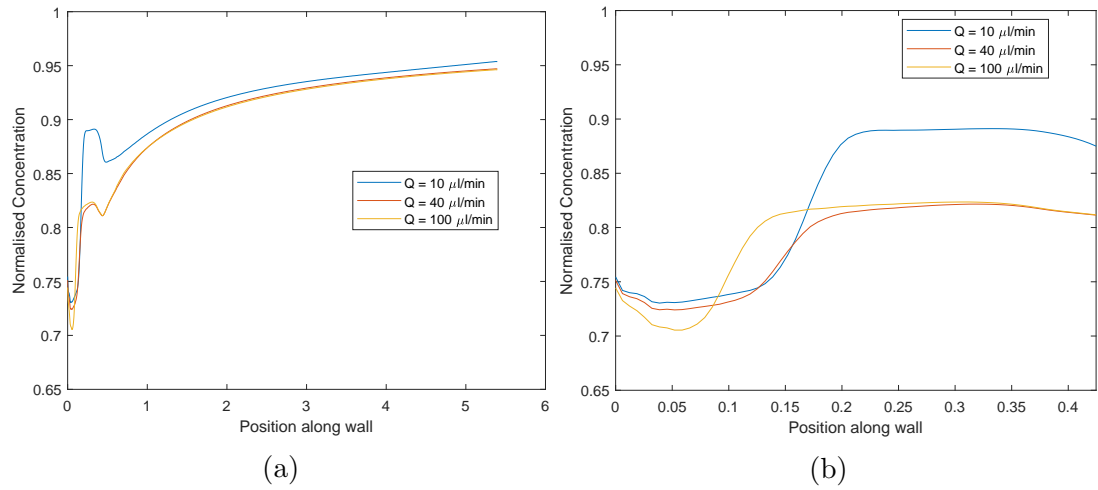 1
0.95
0.9
0.85
0.8
0.75
0.7
0.65
Normalised Concentration
0 1 2 3 4 5 6
Position along wall
Q = 10 μl/min
Q = 40 μl/min
Q = 100 μl/min
(a)
1
0.95
0.9
0.85
0.8
0.75
0.7
0.65
Normalised Concentration
0 0.05 0.1 0.15 0.2 0.25 0.3 0.35 0.4
Position along wall
Q = 10 μl/min
Q = 40 μl/min
Q = 100 μl/min
(b)